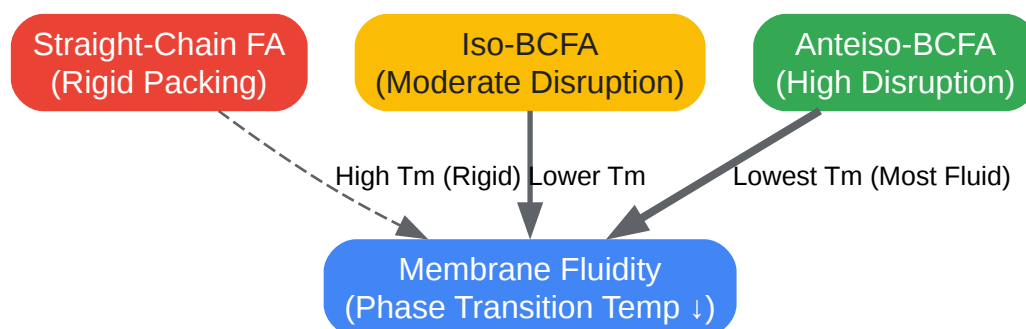 Straight-Chain FA
(Rigid Packing)
Iso-BCFA
(Moderate Disruption)
Anteiso-BCFA
(High Disruption)
High Tm (Rigid)
Lower Tm
Lowest Tm (Most Fluid)
Membrane Fluidity
(Phase Transition Temp ↓)